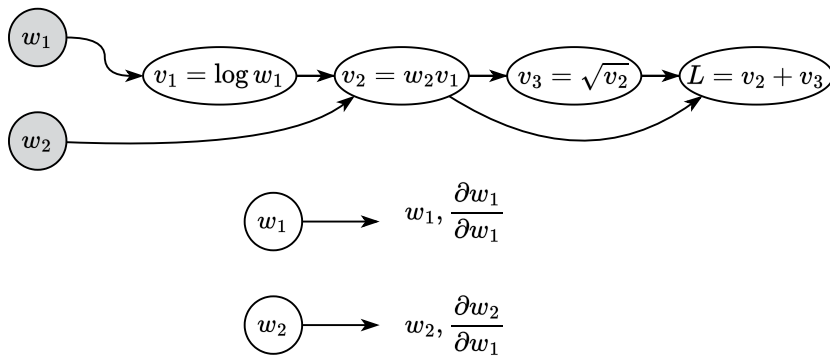 w₁
v₁ = log w₁
v₂ = w₂v₁
v₃ = √v₂
L = v₂ + v₃
w₂
w₁
w₁, ∂w₁/∂w₁
w₂
w₂, ∂w₂/∂w₁